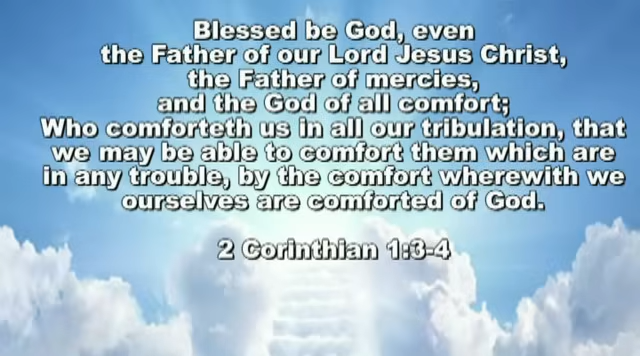 Blessed be God, even
the Father of our Lord Jesus Christ,
the Father of mercies,
and the God of all comfort;
Who comforteth us in all our tribulation, that
we may be able to comfort them which are
in any trouble, by the comfort wherewith we
ourselves are comforted of God.
2 Corinthian 1:3-4